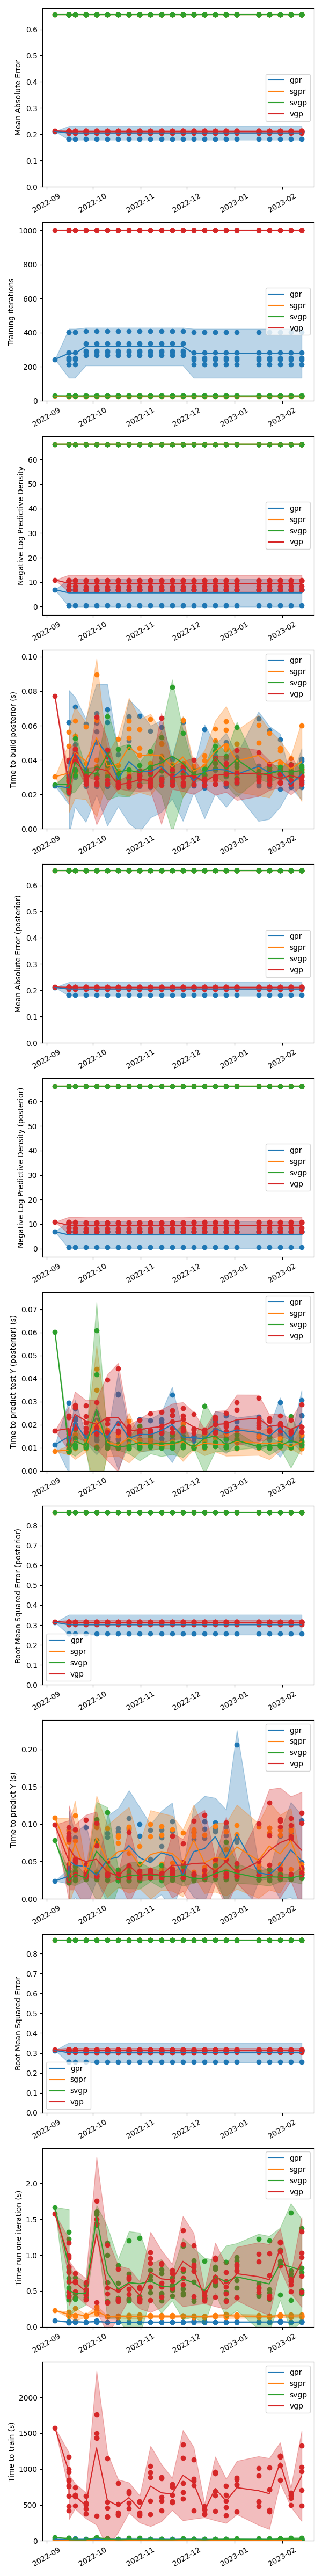 Mean Absolute Error
0.6
0.5
0.4
0.3
0.2
0.1
0.0
gpr
sgpr
svgp
vgp
2022-09
2022-10
2022-11
2022-12
2023-01
2023-02
Training iterations
1000
800
600
400
200
0
gpr
sgpr
svgp
vgp
2022-09
2022-10
2022-11
2022-12
2023-01
2023-02
Negative Log Predictive Density
60
50
40
30
20
10
0
gpr
sgpr
svgp
vgp
2022-09
2022-10
2022-11
2022-12
2023-01
2023-02
Time to build posterior (s)
0.10
0.08
0.06
0.04
0.02
0.00
gpr
sgpr
svgp
vgp
2022-09
2022-10
2022-11
2022-12
2023-01
2023-02
Mean Absolute Error (posterior)
0.6
0.5
0.4
0.3
0.2
0.1
0.0
gpr
sgpr
svgp
vgp
2022-09
2022-10
2022-11
2022-12
2023-01
2023-02
Negative Log Predictive Density (posterior)
60
50
40
30
20
10
0
gpr
sgpr
svgp
vgp
2022-09
2022-10
2022-11
2022-12
2023-01
2023-02
Time to predict test Y (posterior) (s)
0.07
0.06
0.05
0.04
0.03
0.02
0.01
0.00
gpr
sgpr
svgp
vgp
2022-09
2022-10
2022-11
2022-12
2023-01
2023-02
Root Mean Squared Error (posterior)
0.8
0.7
0.6
0.5
0.4
0.3
0.2
0.1
0.0
gpr
sgpr
svgp
vgp
2022-09
2022-10
2022-11
2022-12
2023-01
2023-02
Time to predict Y (s)
0.20
0.15
0.10
0.05
0.00
gpr
sgpr
svgp
vgp
2022-09
2022-10
2022-11
2022-12
2023-01
2023-02
Root Mean Squared Error
0.8
0.7
0.6
0.5
0.4
0.3
0.2
0.1
0.0
gpr
sgpr
svgp
vgp
2022-09
2022-10
2022-11
2022-12
2023-01
2023-02
Time run one iteration (s)
2.0
1.5
1.0
0.5
0.0
gpr
sgpr
svgp
vgp
2022-09
2022-10
2022-11
2022-12
2023-01
2023-02
Time to train (s)
2000
1500
1000
500
0
gpr
sgpr
svgp
vgp
2022-09
2022-10
2022-11
2022-12
2023-01
2023-02